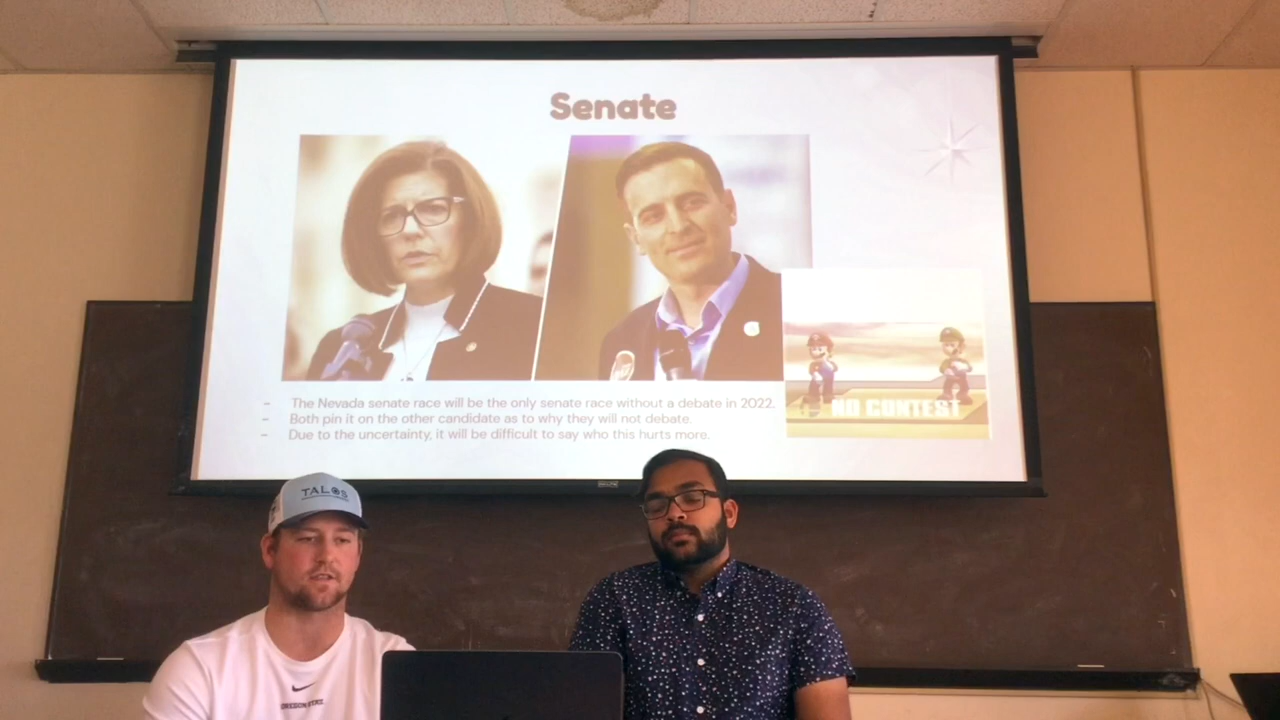 Senate
- The Nevada senate race will be the only senate race without a debate in 2022.
- Both pin it on the other candidate as to why they will not debate.
- Due to the uncertainty, it will be difficult to say who this hurts more.
NO CONTEST
TALOS
OREGON STATE